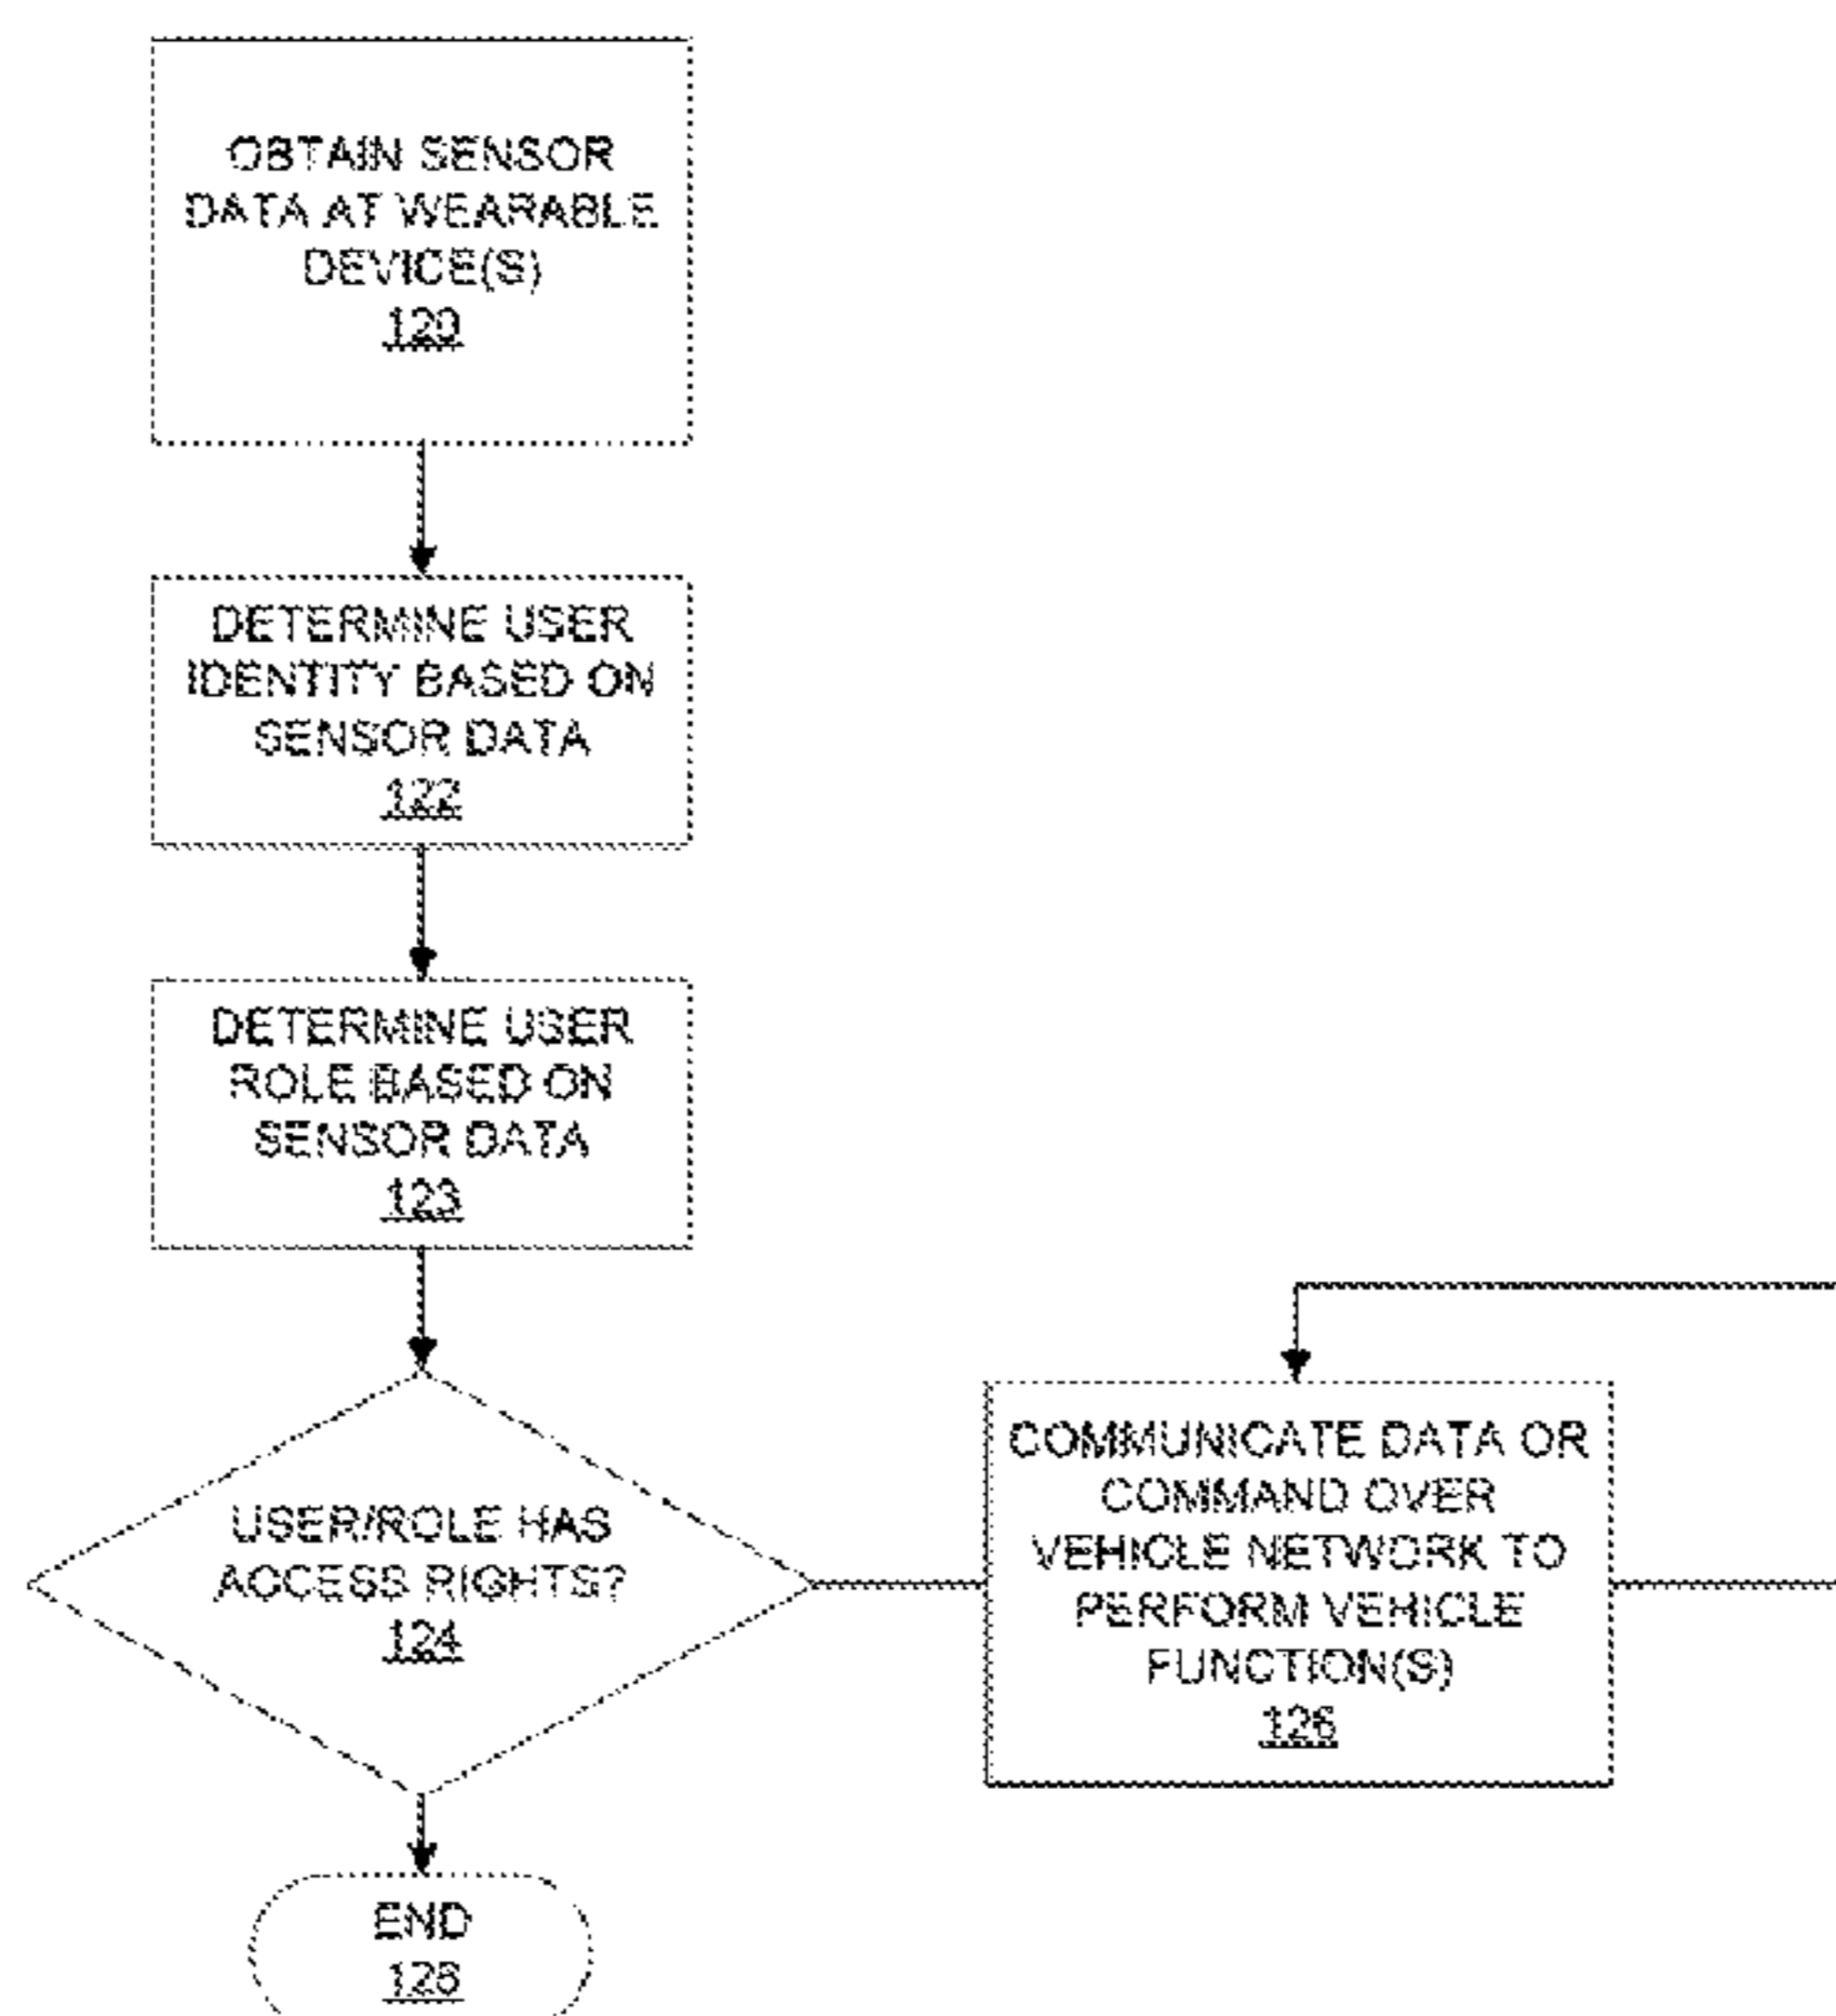 OBTAIN SENSOR
DATA AT WEARABLE
DEVICE(S)
120
DETERMINE USER
IDENTITY BASED ON
SENSOR DATA
122
DETERMINE USER
ROLE BASED ON
SENSOR DATA
123
USER/ROLE HAS
ACCESS RIGHTS?
124
COMMUNICATE DATA OR
COMMAND OVER
VEHICLE NETWORK TO
PERFORM VEHICLE
FUNCTION(S)
126
END
128